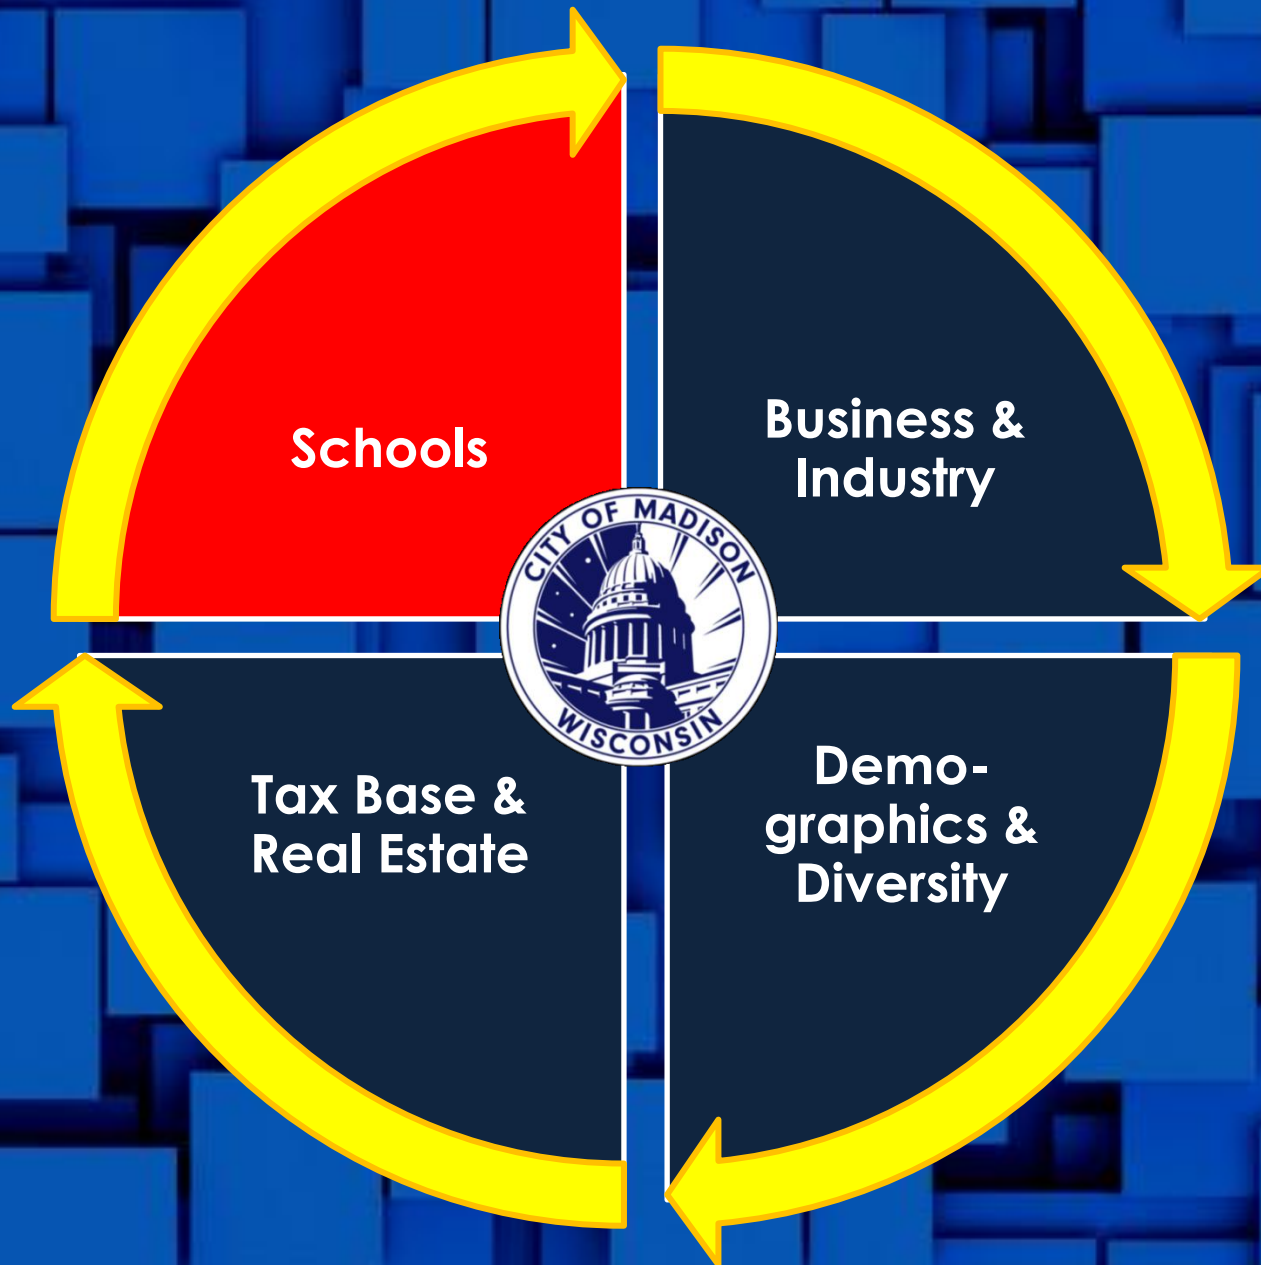 Schools
Business &
Industry
CITY OF MADISON
WISCONSIN
Tax Base &
Real Estate
Demo-
graphics &
Diversity